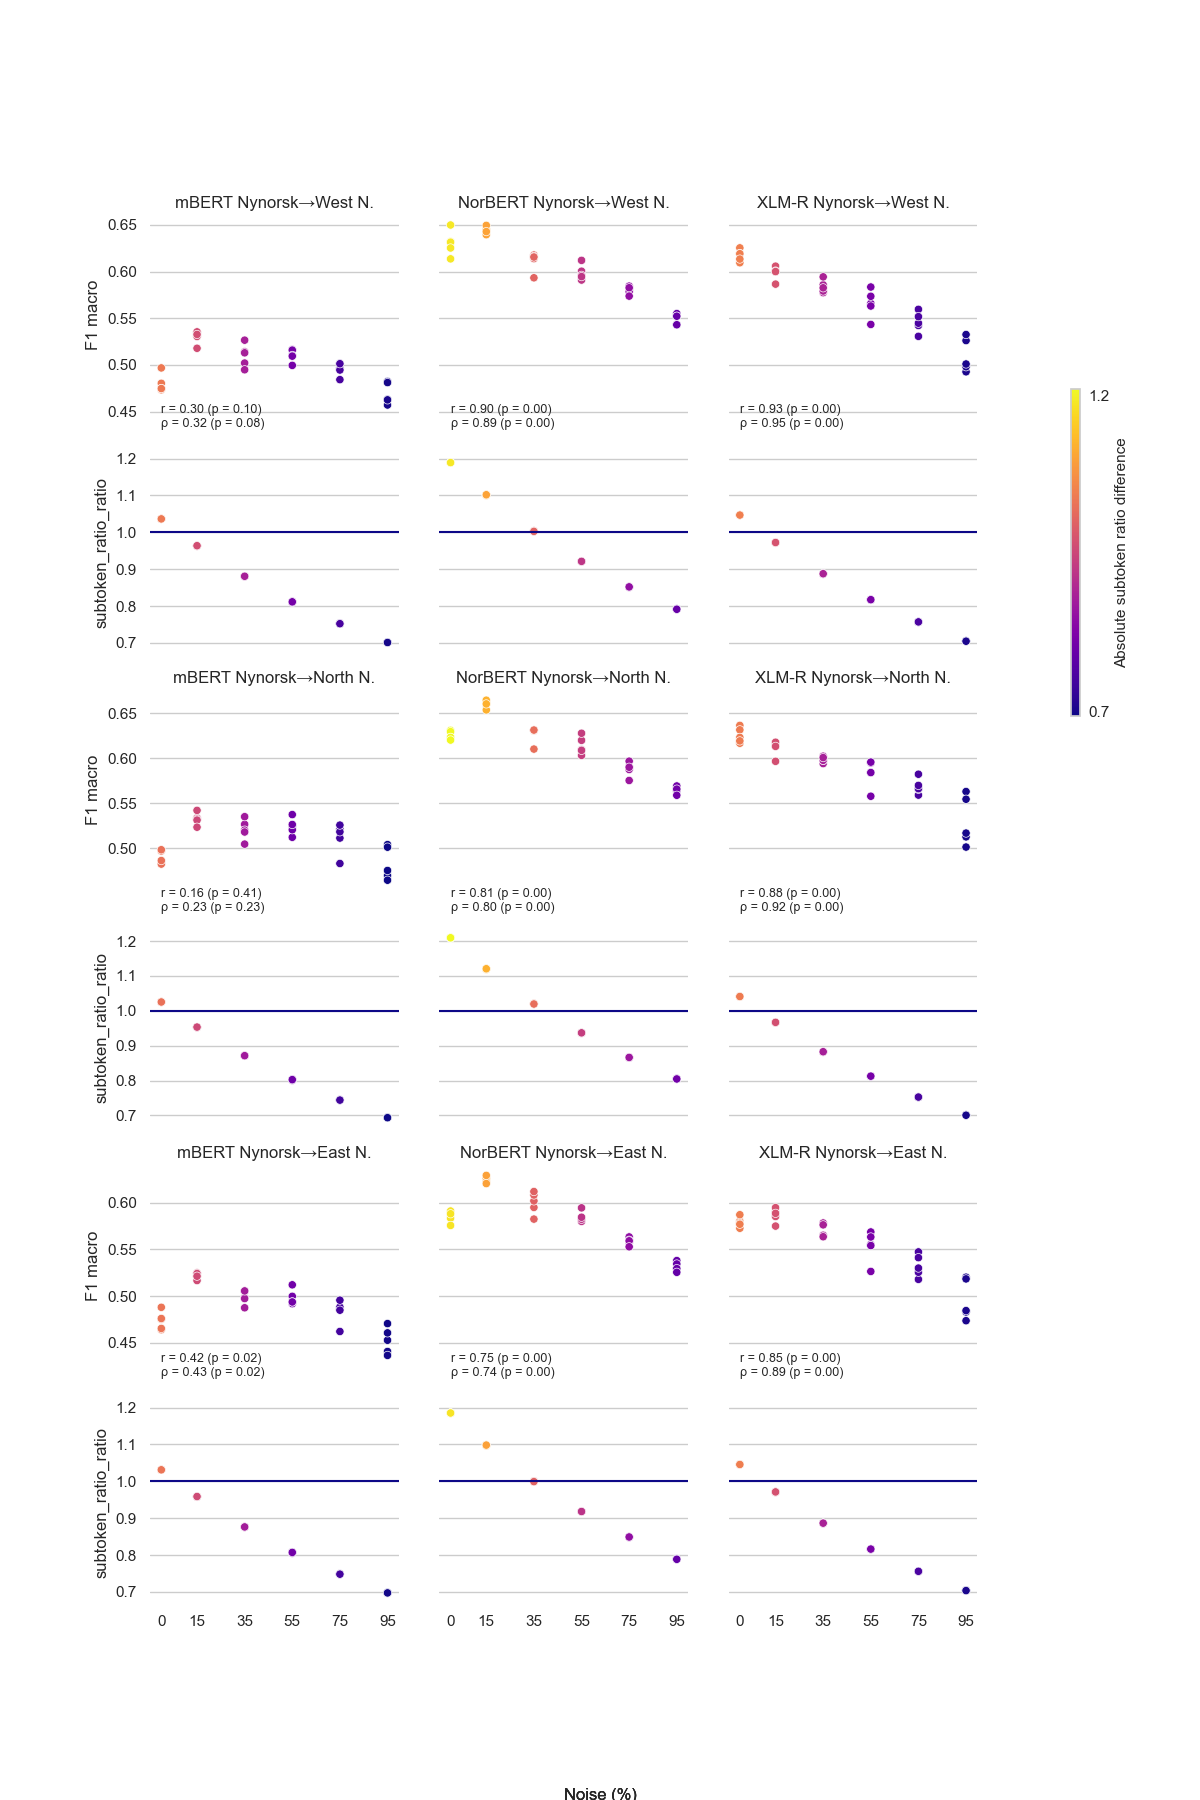 mBERT Nynorsk→West N.
NorBERT Nynorsk→West N.
XLM-R Nynorsk→West N.
F1 macro
0.65
0.60
0.55
0.50
0.45
r = 0.30 (p = 0.10)
ρ = 0.32 (p = 0.08)
r = 0.90 (p = 0.00)
ρ = 0.89 (p = 0.00)
r = 0.93 (p = 0.00)
ρ = 0.95 (p = 0.00)
subtoken_ratio_ratio
1.2
1.1
1.0
0.9
0.8
0.7
mBERT Nynorsk→North N.
NorBERT Nynorsk→North N.
XLM-R Nynorsk→North N.
F1 macro
0.65
0.60
0.55
0.50
r = 0.16 (p = 0.41)
ρ = 0.23 (p = 0.23)
r = 0.81 (p = 0.00)
ρ = 0.80 (p = 0.00)
r = 0.88 (p = 0.00)
ρ = 0.92 (p = 0.00)
subtoken_ratio_ratio
1.2
1.1
1.0
0.9
0.8
0.7
mBERT Nynorsk→East N.
NorBERT Nynorsk→East N.
XLM-R Nynorsk→East N.
F1 macro
0.60
0.55
0.50
0.45
r = 0.42 (p = 0.02)
ρ = 0.43 (p = 0.02)
r = 0.75 (p = 0.00)
ρ = 0.74 (p = 0.00)
r = 0.85 (p = 0.00)
ρ = 0.89 (p = 0.00)
subtoken_ratio_ratio
1.2
1.1
1.0
0.9
0.8
0.7
0 15 35 55 75 95
0 15 35 55 75 95
0 15 35 55 75 95
Noise (%)
1.2
Absolute subtoken ratio difference
0.7